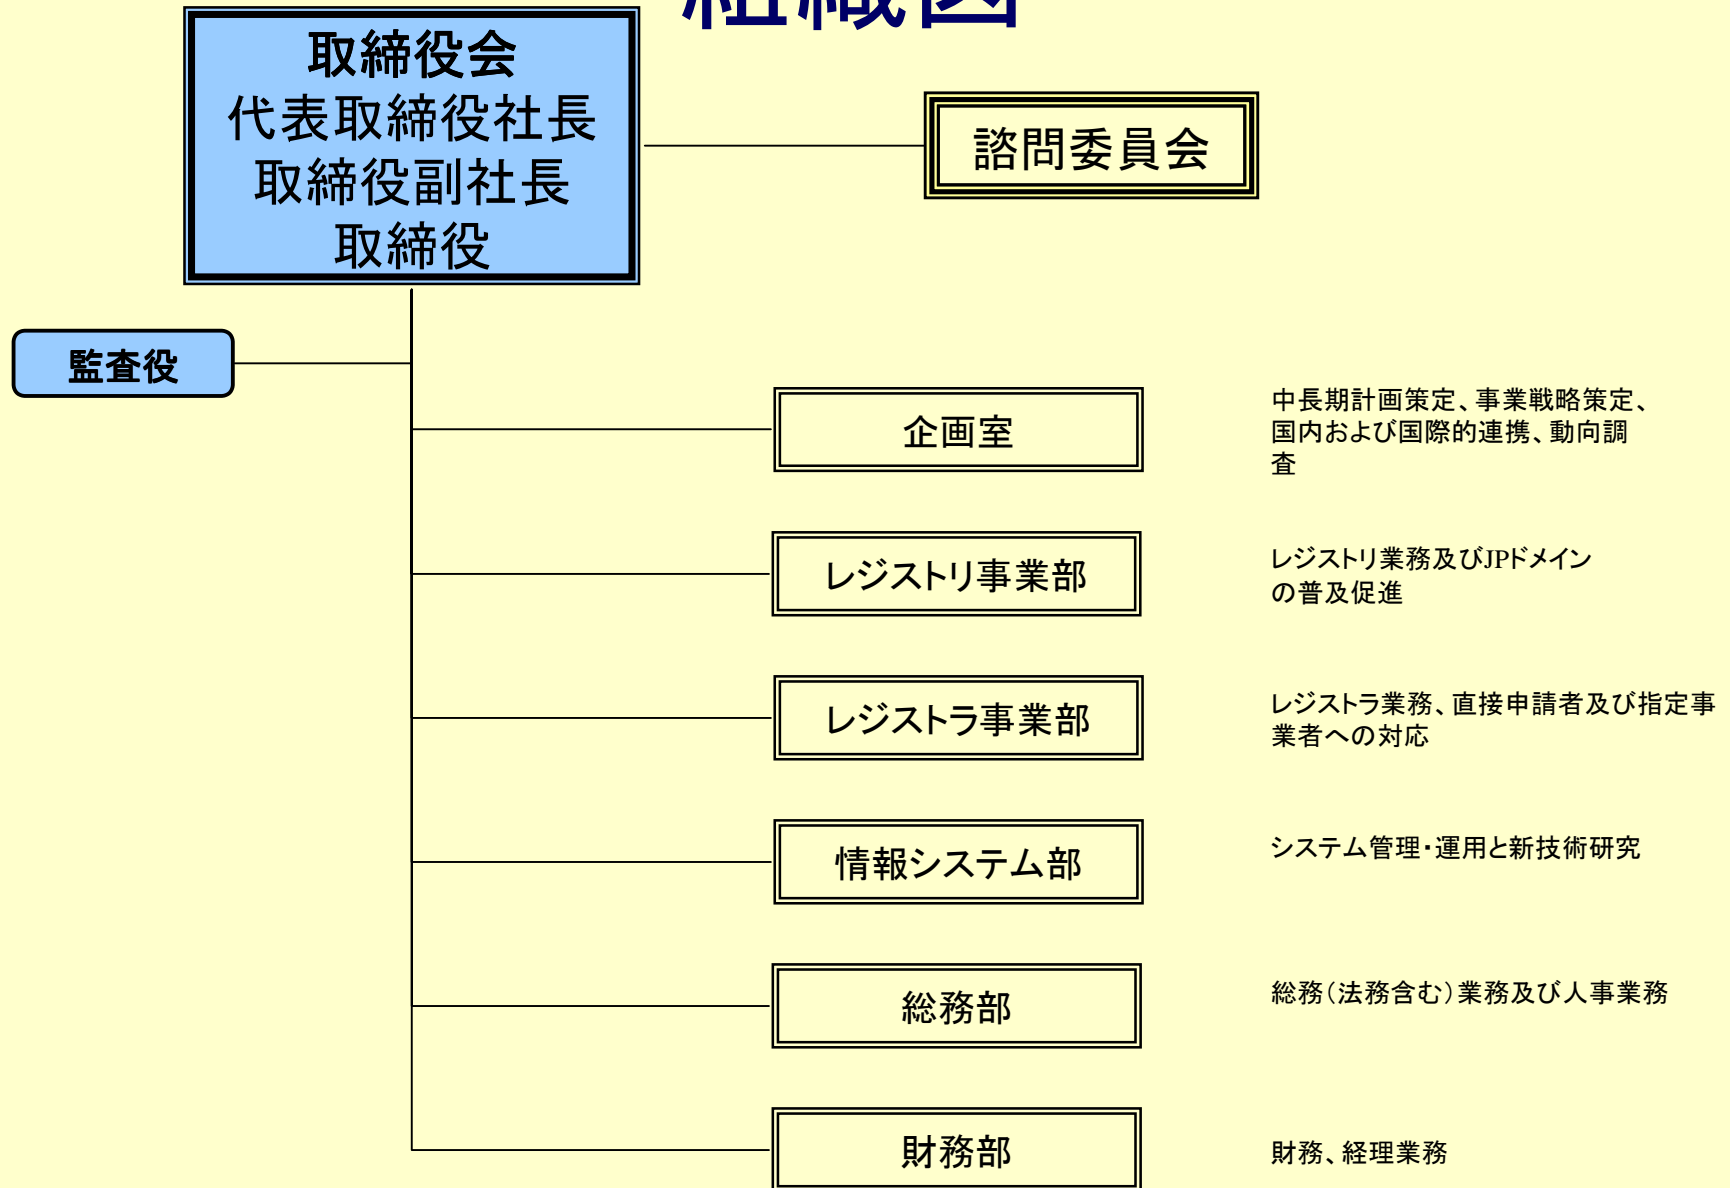 組織図
取締役会
代表取締役社長
取締役副社長
取締役
諮問委員会
監査役
企画室
中長期計画策定、事業戦略策定、
国内および国際的連携、動向調
査
レジストリ事業部
レジストリ業務及びJPドメイン
の普及促進
レジストラ事業部
レジストラ業務、直接申請者及び指定事
業者への対応
情報システム部
システム管理・運用と新技術研究
総務部
総務（法務含む）業務及び人事業務
財務部
財務、経理業務